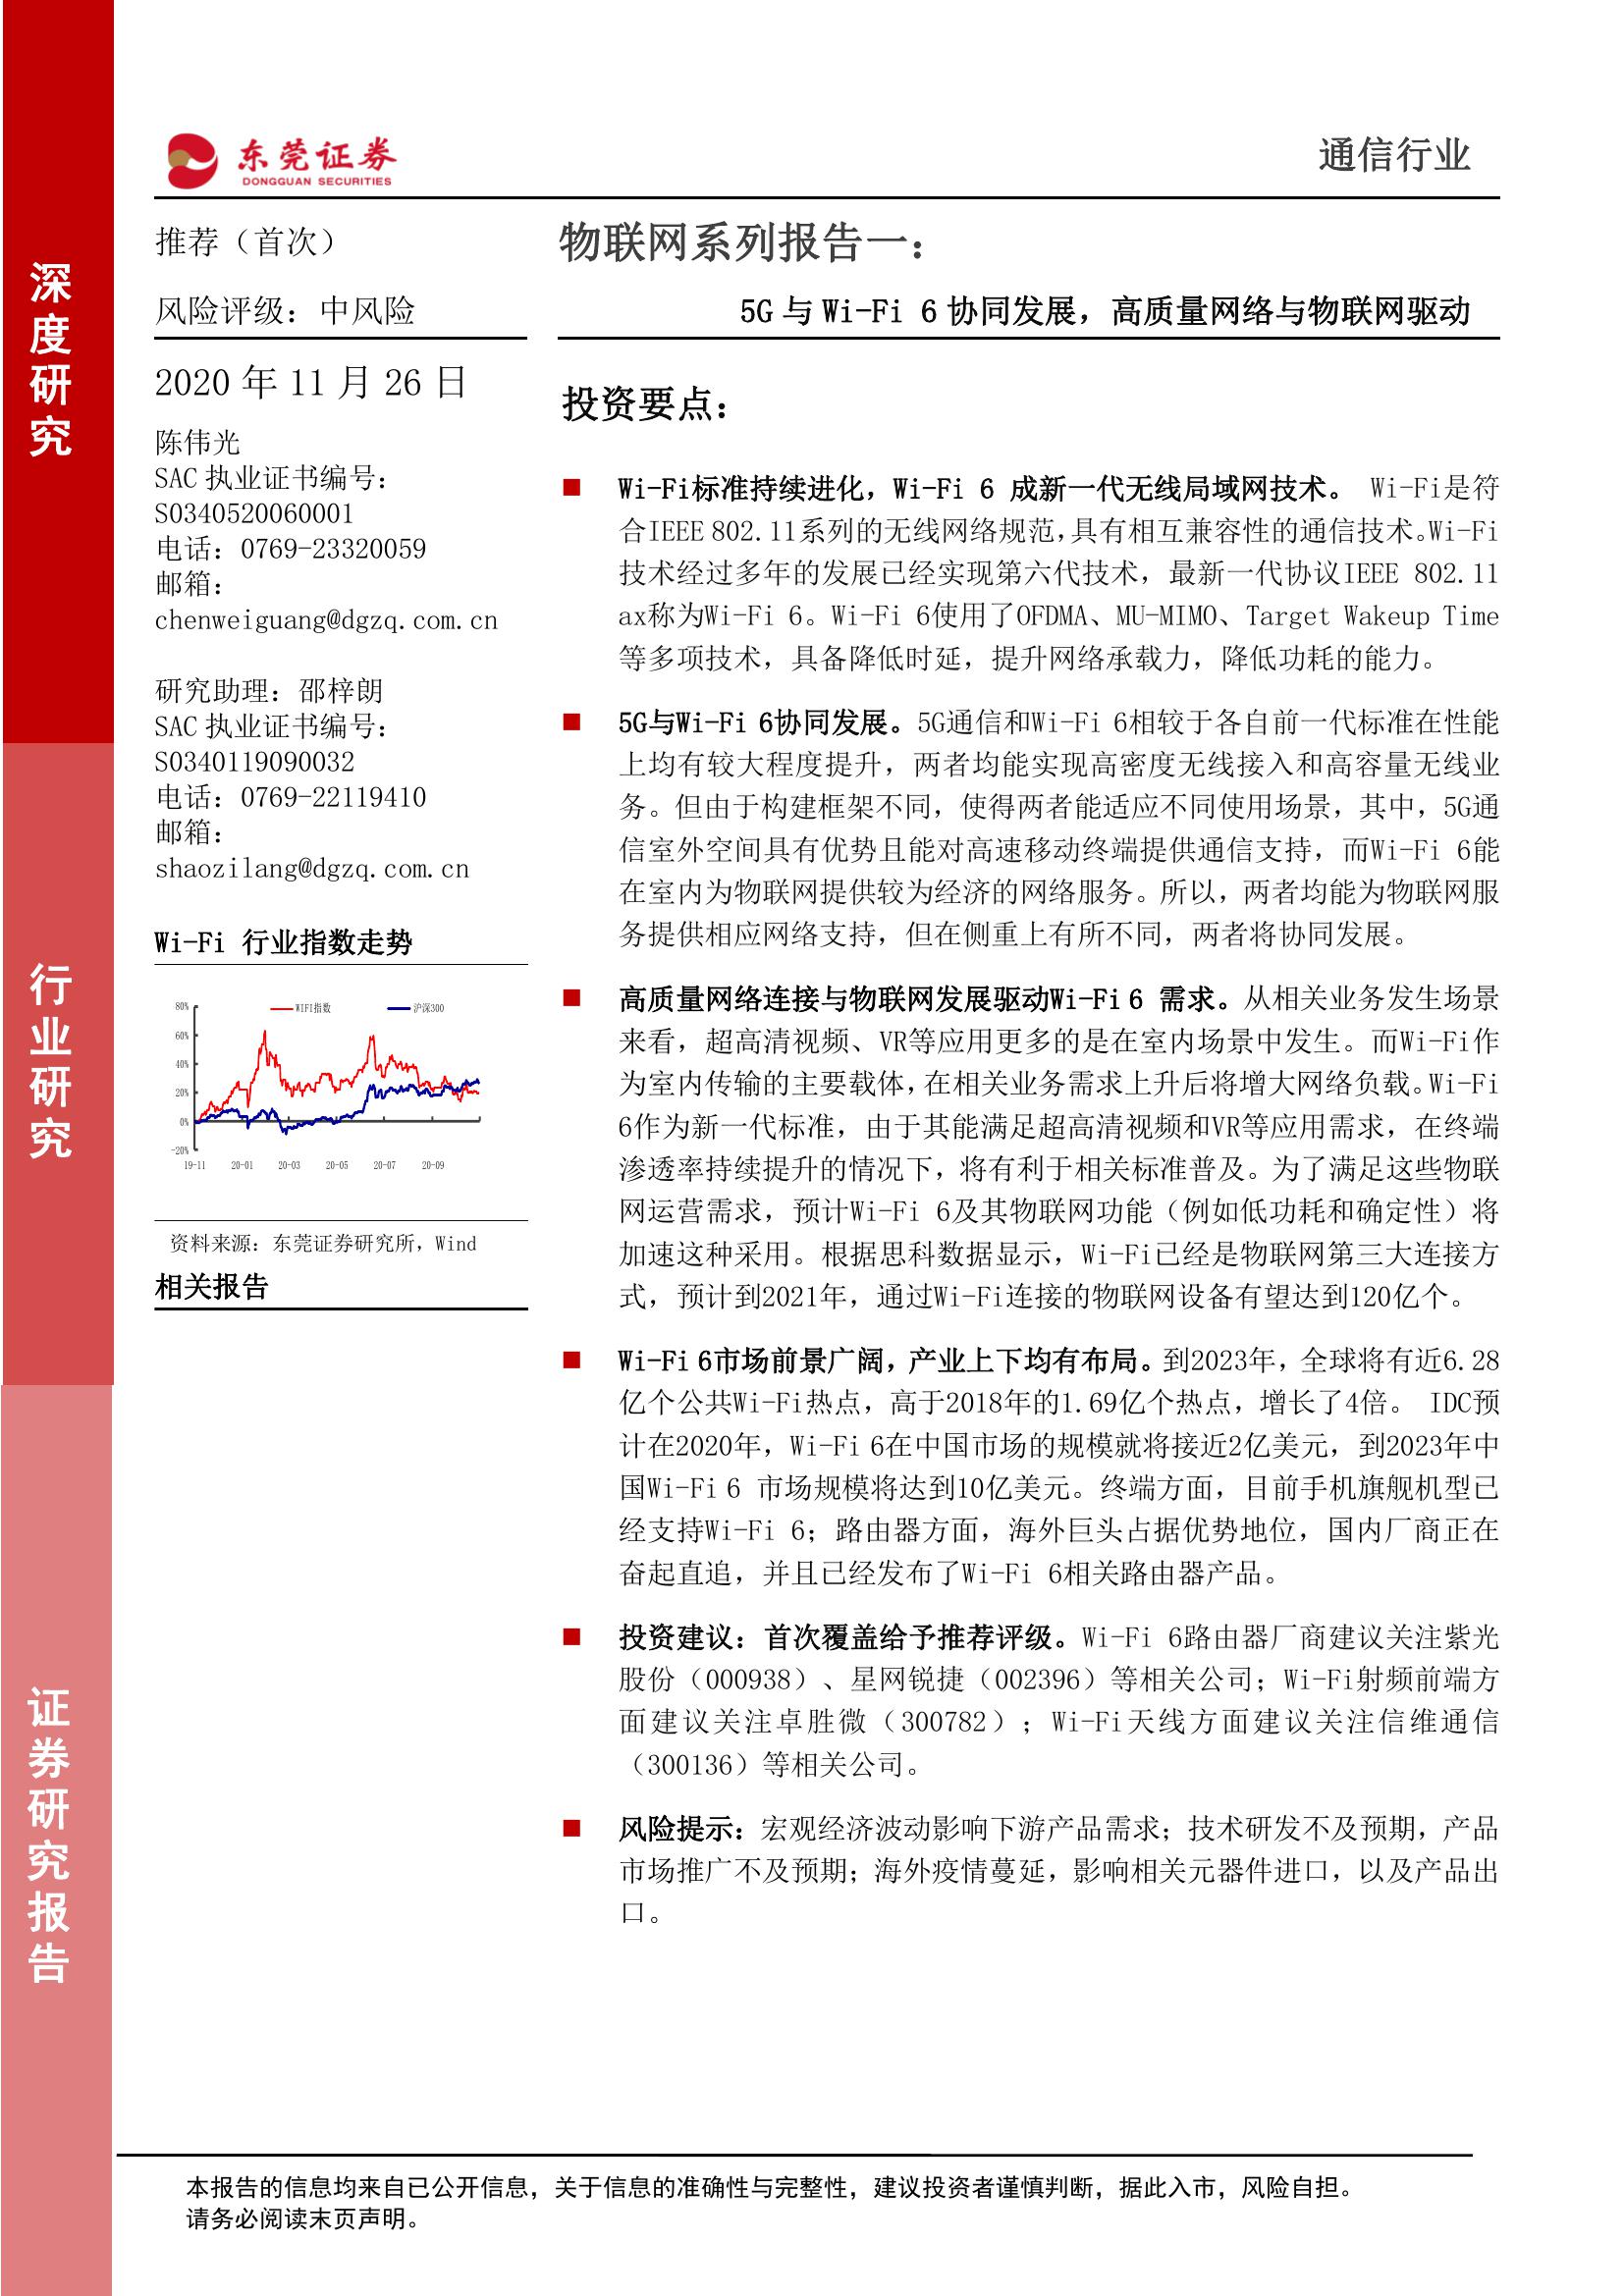 东莞证券
DONGGUAN SECURITIES
通信行业
深度研究
行业研究
证券研究报告
推荐（首次）
风险评级：中风险
2020 年 11 月 26 日
陈伟光
SAC 执业证书编号：
S0340520060001
电话：0769-23320059
邮箱：
chenweiguang@dgzq.com.cn
研究助理：邵梓朗
SAC 执业证书编号：
S0340119090032
电话：0769-22119410
邮箱：
shaozilang@dgzq.com.cn
Wi-Fi 行业指数走势
WIFI指数
沪深300
80%
60%
40%
20%
0%
-20%
19-11 20-01 20-03 20-05 20-07 20-09
资料来源：东莞证券研究所，Wind
相关报告
物联网系列报告一：
5G 与 Wi-Fi 6 协同发展，高质量网络与物联网驱动
投资要点：
■ Wi-Fi标准持续进化，Wi-Fi 6 成新一代无线局域网技术。 Wi-Fi是符
合IEEE 802.11系列的无线网络规范，具有相互兼容性的通信技术。Wi-Fi
技术经过多年的发展已经实现第六代技术，最新一代协议IEEE 802.11
ax称为Wi-Fi 6。Wi-Fi 6使用了OFDMA、MU-MIMO、Target Wakeup Time
等多项技术，具备降低时延，提升网络承载力，降低功耗的能力。
■ 5G与Wi-Fi 6协同发展。5G通信和Wi-Fi 6相较于各自前一代标准在性能
上均有较大程度提升，两者均能实现高密度无线接入和高容量无线业
务。但由于构建框架不同，使得两者能适应不同使用场景，其中，5G通
信室外空间具有优势且能对高速移动终端提供通信支持，而Wi-Fi 6能
在室内为物联网提供较为经济的网络服务。所以，两者均能为物联网服
务提供相应网络支持，但在侧重上有所不同，两者将协同发展。
■ 高质量网络连接与物联网发展驱动Wi-Fi 6 需求。从相关业务发生场景
来看，超高清视频、VR等应用更多的是在室内场景中发生。而Wi-Fi作
为室内传输的主要载体，在相关业务需求上升后将增大网络负载。Wi-Fi
6作为新一代标准，由于其能满足超高清视频和VR等应用需求，在终端
渗透率持续提升的情况下，将有利于相关标准普及。为了满足这些物联
网运营需求，预计Wi-Fi 6及其物联网功能（例如低功耗和确定性）将
加速这种采用。根据思科数据显示，Wi-Fi已经是物联网第三大连接方
式，预计到2021年，通过Wi-Fi连接的物联网设备有望达到120亿个。
■ Wi-Fi 6市场前景广阔，产业上下均有布局。到2023年，全球将有近6.28
亿个公共Wi-Fi热点，高于2018年的1.69亿个热点，增长了4倍。 IDC预
计在2020年，Wi-Fi 6在中国市场的规模就将接近2亿美元，到2023年中
国Wi-Fi 6 市场规模将达到10亿美元。终端方面，目前手机旗舰机型已
经支持Wi-Fi 6；路由器方面，海外巨头占据优势地位，国内厂商正在
奋起直追，并且已经发布了Wi-Fi 6相关路由器产品。
■ 投资建议：首次覆盖给予推荐评级。Wi-Fi 6路由器厂商建议关注紫光
股份（000938）、星网锐捷（002396）等相关公司；Wi-Fi射频前端方
面建议关注卓胜微（300782）；Wi-Fi天线方面建议关注信维通信
（300136）等相关公司。
■ 风险提示：宏观经济波动影响下游产品需求；技术研发不及预期，产品
市场推广不及预期；海外疫情蔓延，影响相关元器件进口，以及产品出
口。
本报告的信息均来自已公开信息，关于信息的准确性与完整性，建议投资者谨慎判断，据此入市，风险自担。
请务必阅读末页声明。